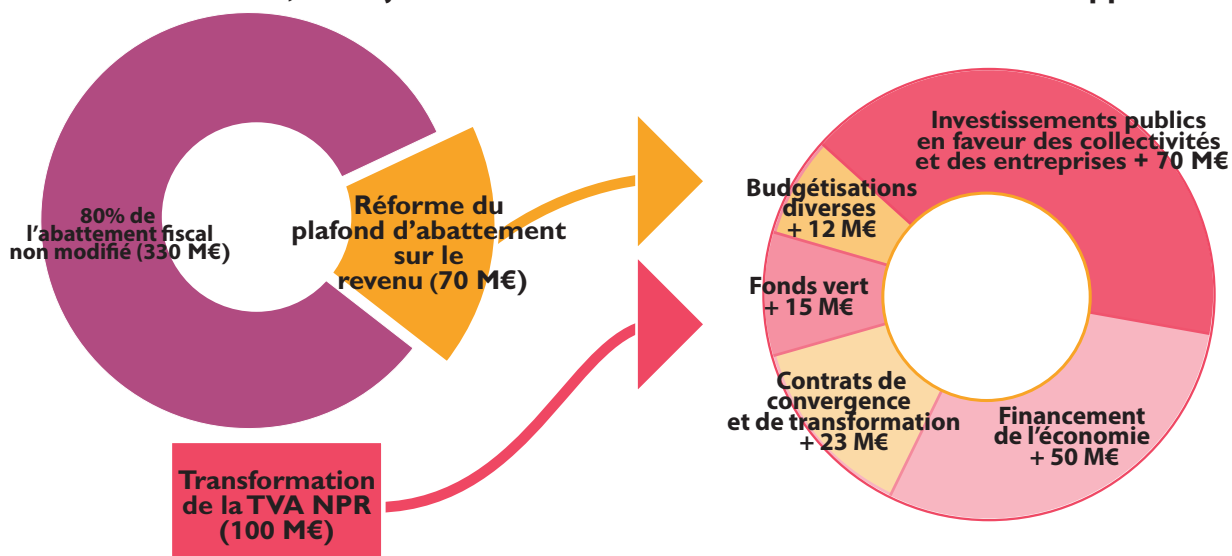 80% de
l'abattement fiscal
non modifié (330 M€)
Réforme du
plafond d'abattement
sur le
revenu (70 M€)
Transformation
de la TVA NPR
(100 M€)
Investissements publics
en faveur des collectivités
et des entreprises + 70 M€
Budgétisations
diverses
+ 12 M€
Fonds vert
+ 15 M€
Contrats de
convergence
et de transformation
+ 23 M€
Financement
de l'économie
+ 50 M€